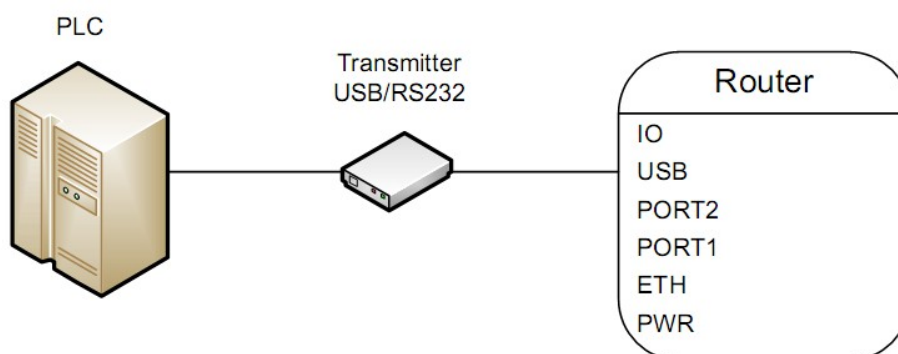 PLC
Transmitter
USB/RS232
Router
IO
USB
PORT2
PORT1
ETH
PWR